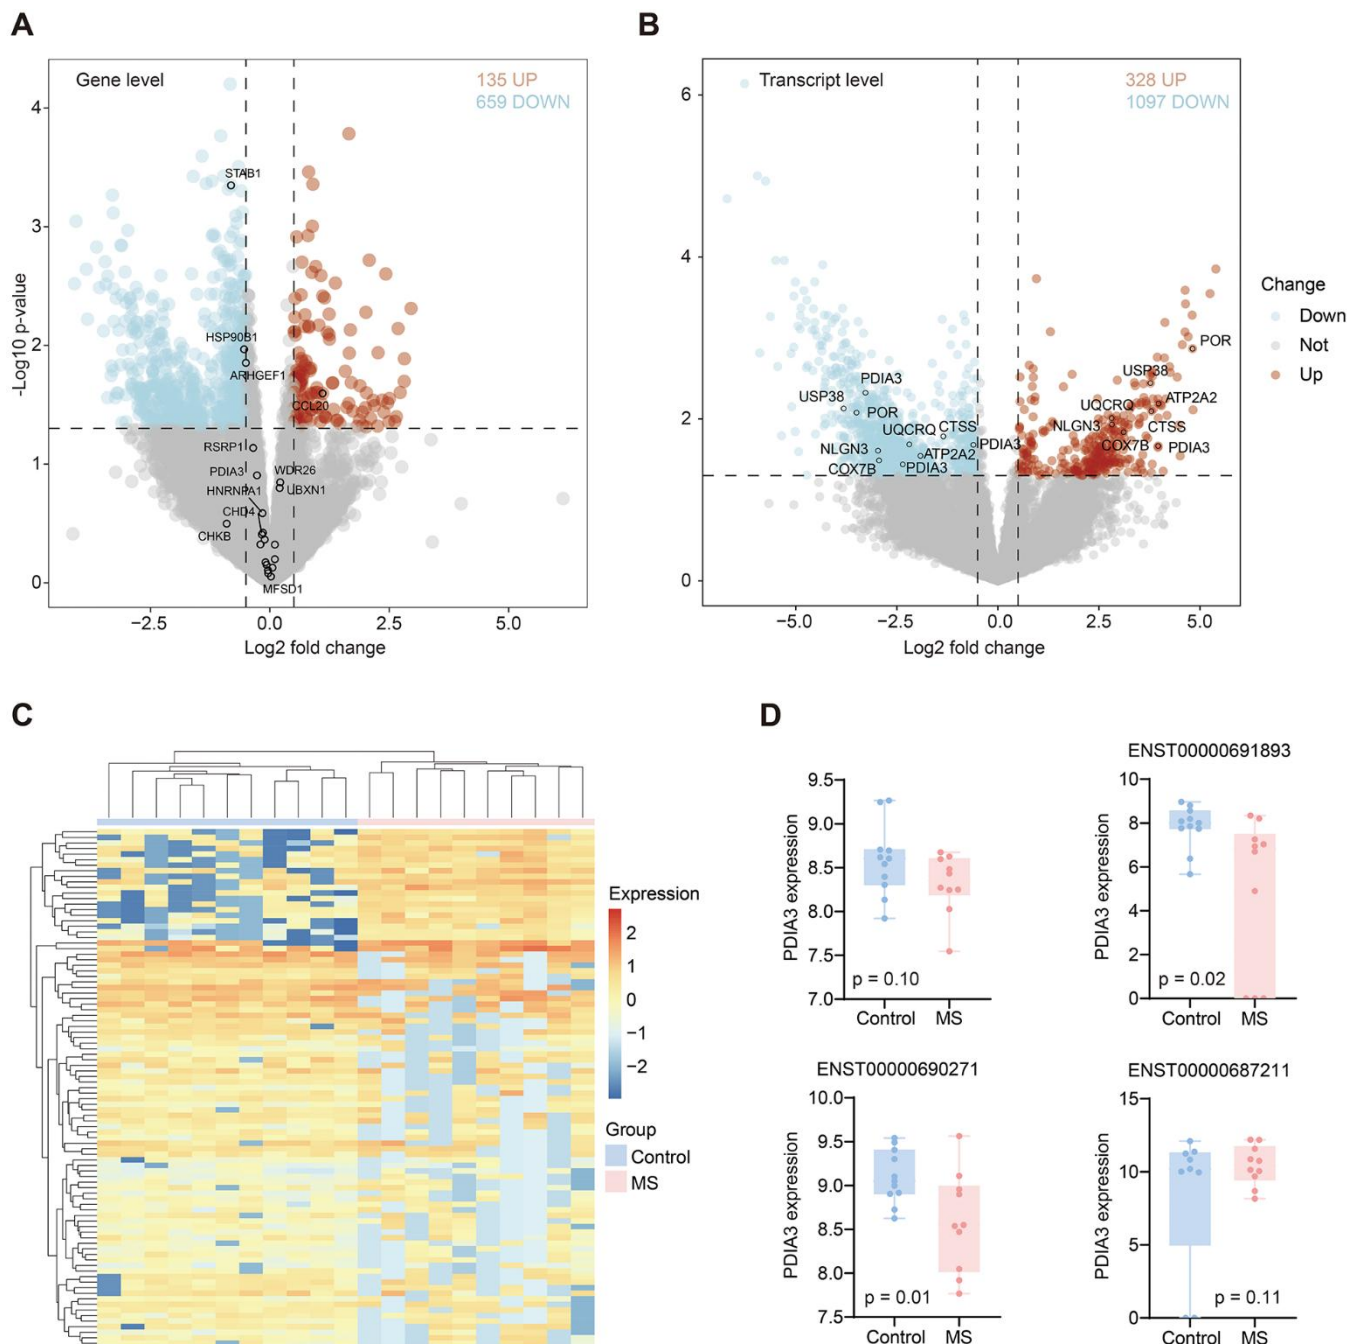 A
Gene level
135 UP
659 DOWN
STAB1
HSP90B1
ARHGEF1
CCL20
RSRP1
PDIA3
WDR26
HNRNPA1
UBXN1
CHD4
CHKB
MFSD1
4
3
2
1
0
-Log10 p-value
−2.5 0.0 2.5 5.0
Log2 fold change
B
Transcript level
328 UP
1097 DOWN
POR
USP38
PDIA3
USP38
ATP2A2
POR
UQCRQ
UQCRQ
CTSS
NLGN3
CTSS
NLGN3
PDIA3
PDIA3
ATP2A2
COX7B
COX7B
PDIA3
6
4
2
0
−5.0 −2.5 0.0 2.5 5.0
Log2 fold change
Change
Down
Not
Up
C
Expression
2
1
0
−1
−2
Group
Control
MS
D
9.5
9.0
8.5
8.0
7.5
7.0
PDIA3 expression
p = 0.10
Control MS
ENST00000691893
10
8
6
4
2
0
PDIA3 expression
p = 0.02
Control MS
ENST00000690271
10.0
9.5
9.0
8.5
8.0
7.5
PDIA3 expression
p = 0.01
Control MS
ENST00000687211
15
10
5
0
PDIA3 expression
p = 0.11
Control MS